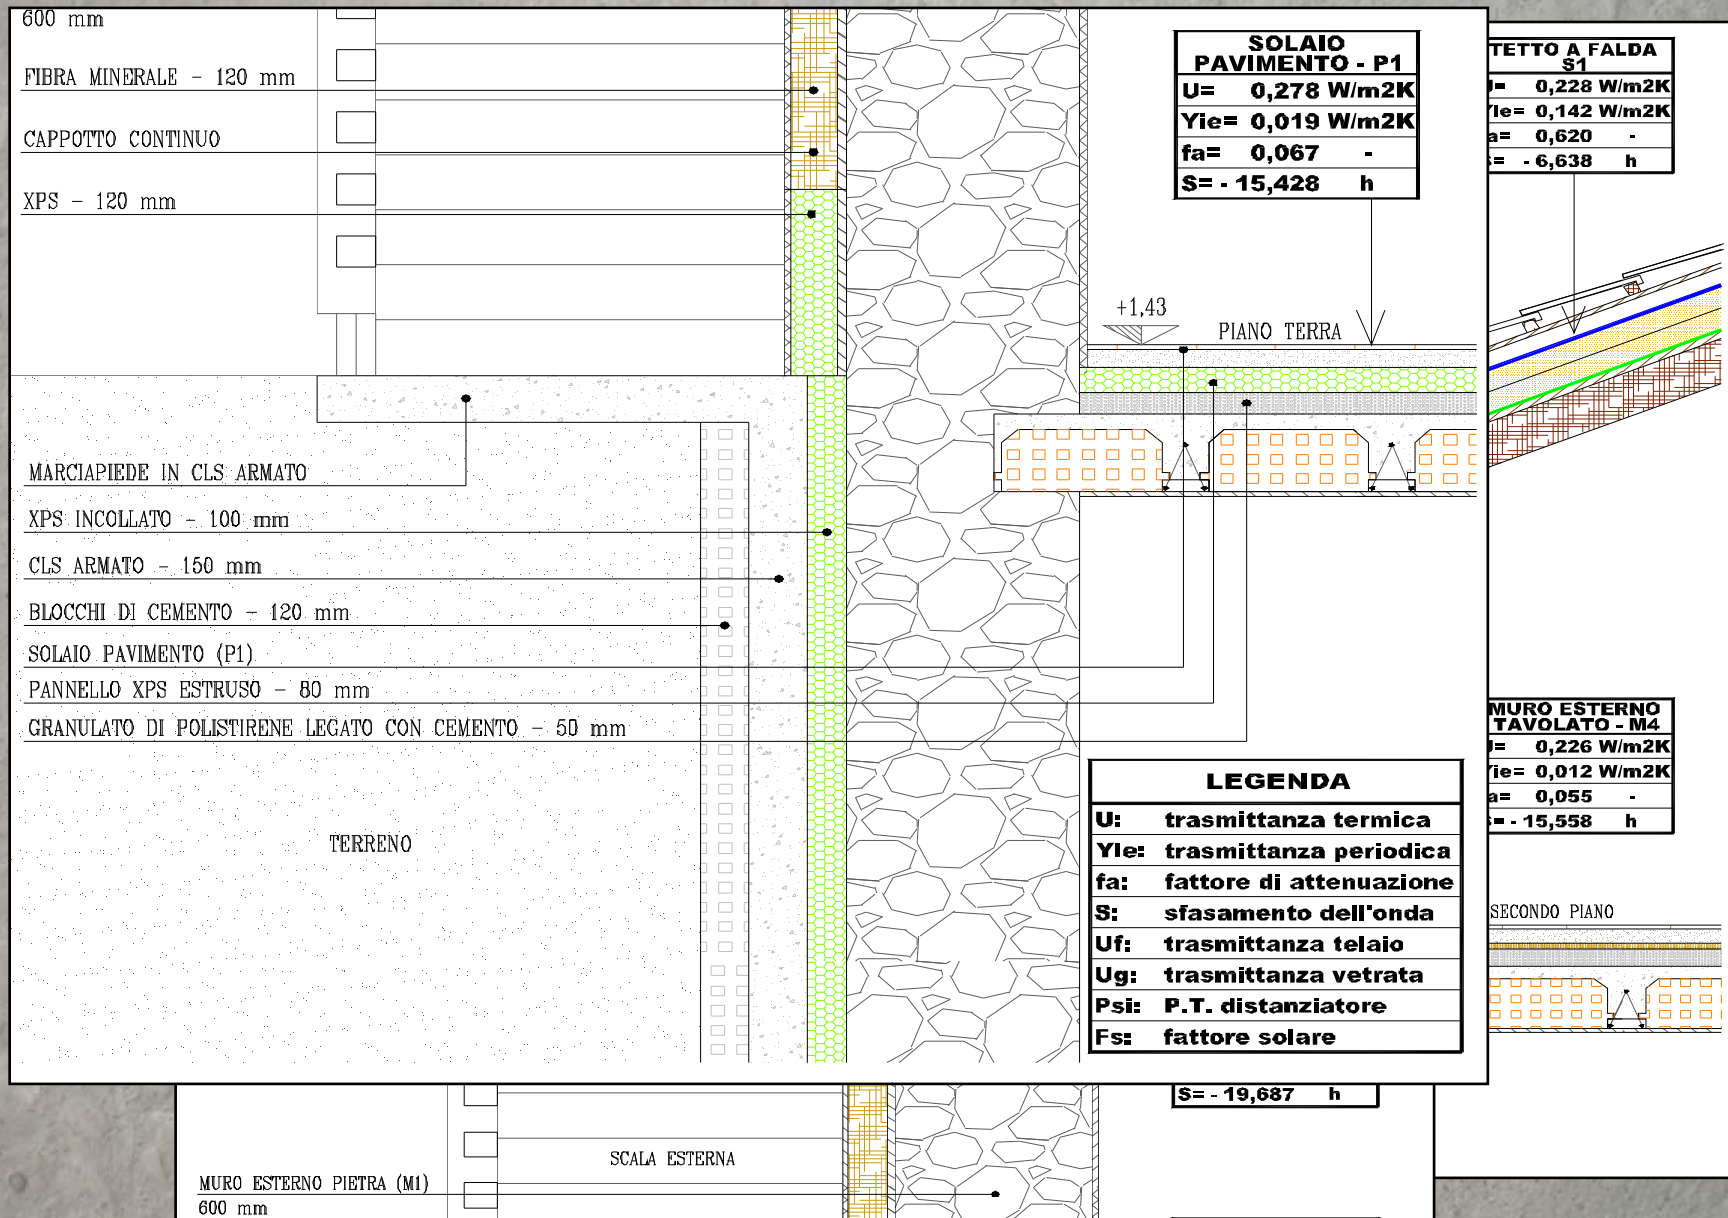 600 mm
FIBRA MINERALE - 120 mm
CAPPOTTO CONTINUO
XPS - 120 mm
SOLAIO
PAVIMENTO - P1
U= 0,278 W/m2K
Yie= 0,019 W/m2K
fa= 0,067 -
S= - 15,428 h
TETTO A FALDA
S1
0,228 W/m2K
0,142 W/m2K
0,620 -
- 6,638 h
+1,43
PIANO TERRA
MARCIAPIEDE IN CLS ARMATO
XPS INCOLLATO - 100 mm
CLS ARMATO - 150 mm
BLOCCHI DI CEMENTO - 120 mm
SOLAIO PAVIMENTO (P1)
PANNELLO XPS ESTRUSO - 80 mm
GRANULATO DI POLISTIRENE LEGATO CON CEMENTO - 50 mm
TERRENO
MURO ESTERNO
TAVOLATO - M4
0,226 W/m2K
0,012 W/m2K
0,055 -
- 15,558 h
LEGENDA
U: trasmittanza termica
YIe: trasmittanza periodica
fa: fattore di attenuazione
S: sfasamento dell'onda
Uf: trasmittanza telaio
Ug: trasmittanza vetrata
Psi: P.T. distanziatore
Fs: fattore solare
SECONDO PIANO
S= - 19,687 h
SCALA ESTERNA
MURO ESTERNO PIETRA (M1)
600 mm